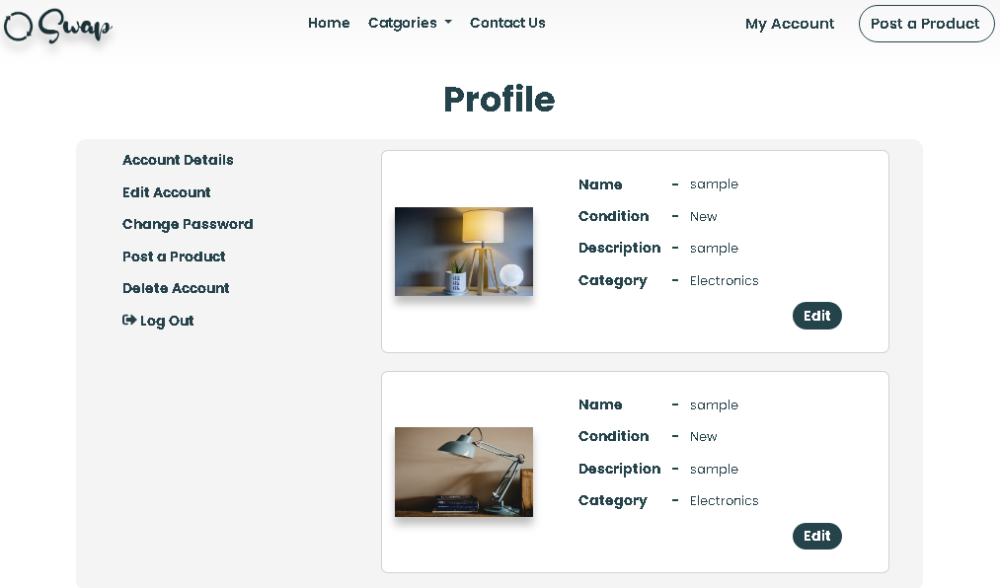 Swap
Home Catgories Contact Us My Account Post a Product
Profile
Account Details
Edit Account
Change Password
Post a Product
Delete Account
Log Out
Name - sample
Condition - New
Description - sample
Category - Electronics
Edit
Name - sample
Condition - New
Description - sample
Category - Electronics
Edit